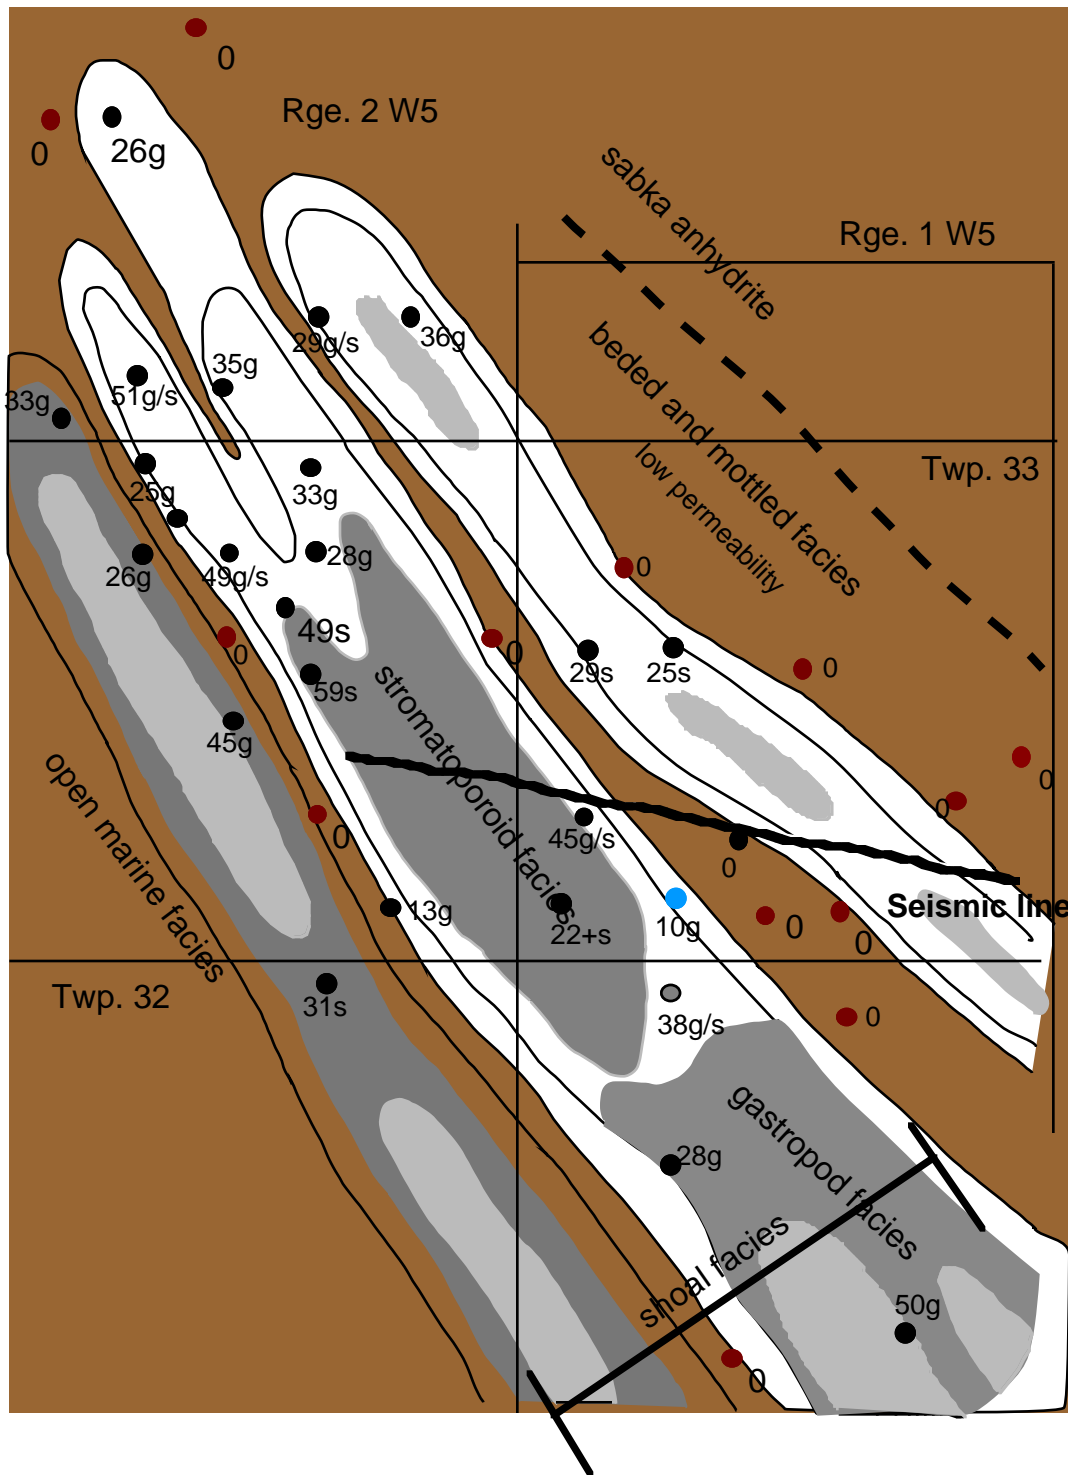 0
Rge. 2 W5
0
26g
sabka anhydrite
Rge. 1 W5
29g/s
36g
beded and mottled facies
35g
51g/s
33g
low permeability
Twp. 33
25g
33g
28g
26g
49g/s
0
49s
0
0
29s
25s
0
59s
stromatoporoid facies
45g
open marine facies
0
0
0
45g/s
0
13g
22+s
10g
0
0
Seismic line
Twp. 32
31s
38g/s
0
gastropod facies
28g
shoal facies
50g
0